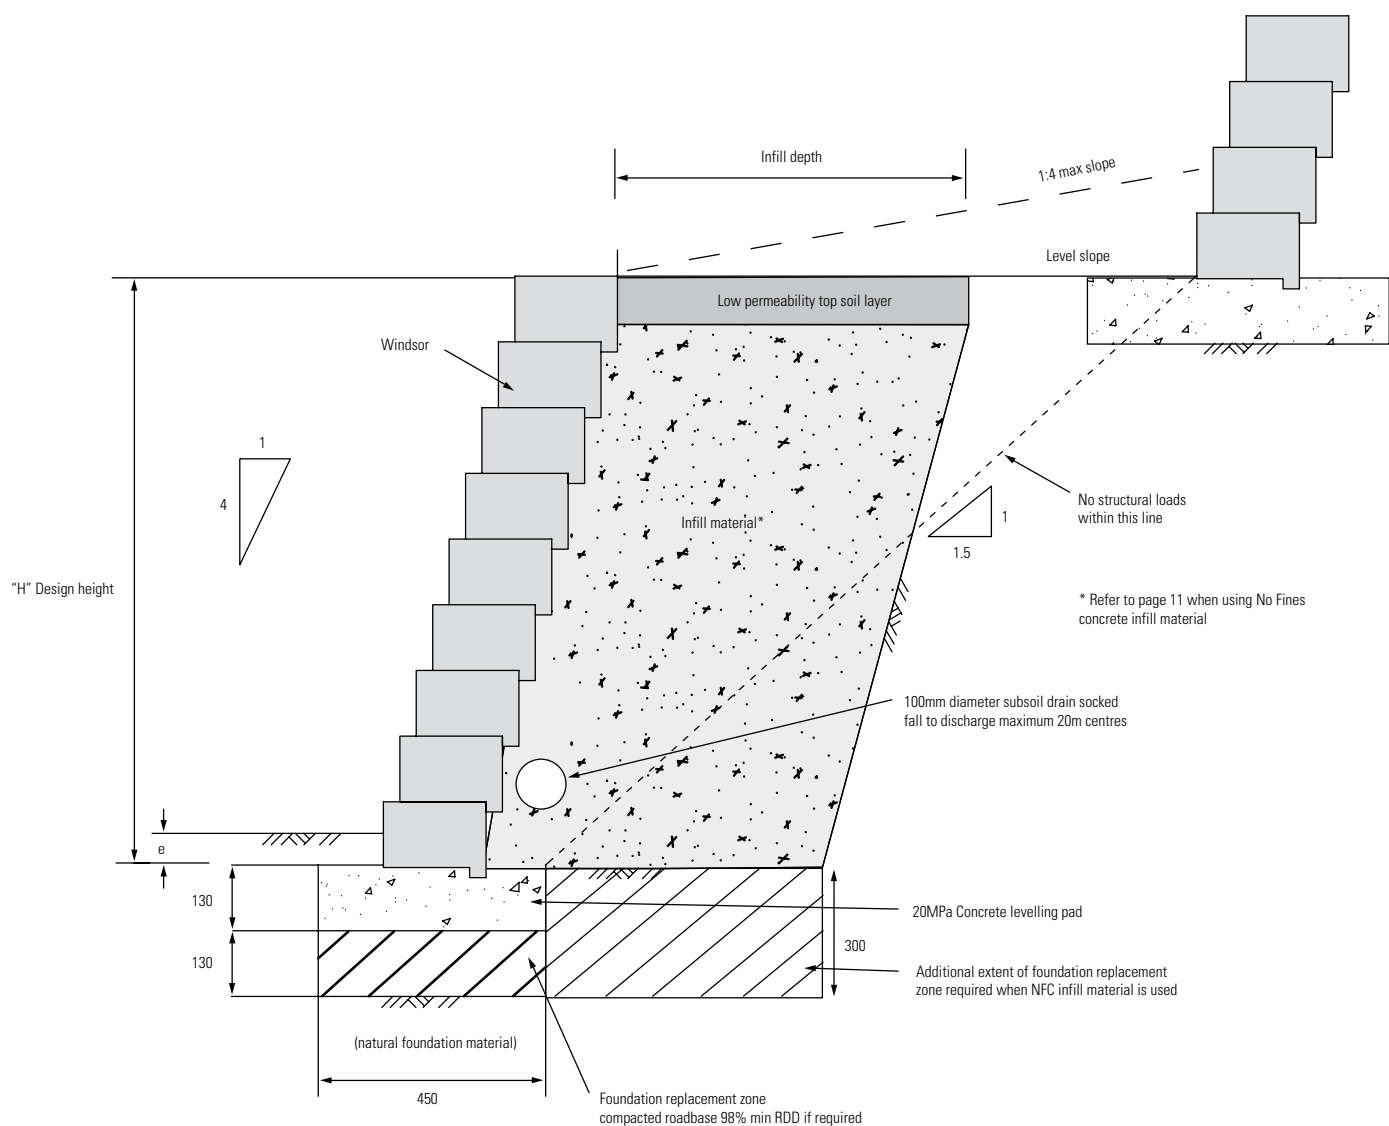 Infill depth
1:4 max slope
Level slope
Low permeability top soil layer
Windsor
1
4
No structural loads
within this line
Infill material*
1
1.5
"H" Design height
* Refer to page 11 when using No Fines
concrete infill material
100mm diameter subsoil drain socked
fall to discharge maximum 20m centres
e
130
20MPa Concrete levelling pad
300
130
Additional extent of foundation replacement
zone required when NFC infill material is used
(natural foundation material)
450
Foundation replacement zone
compacted roadbase 98% min RDD if required